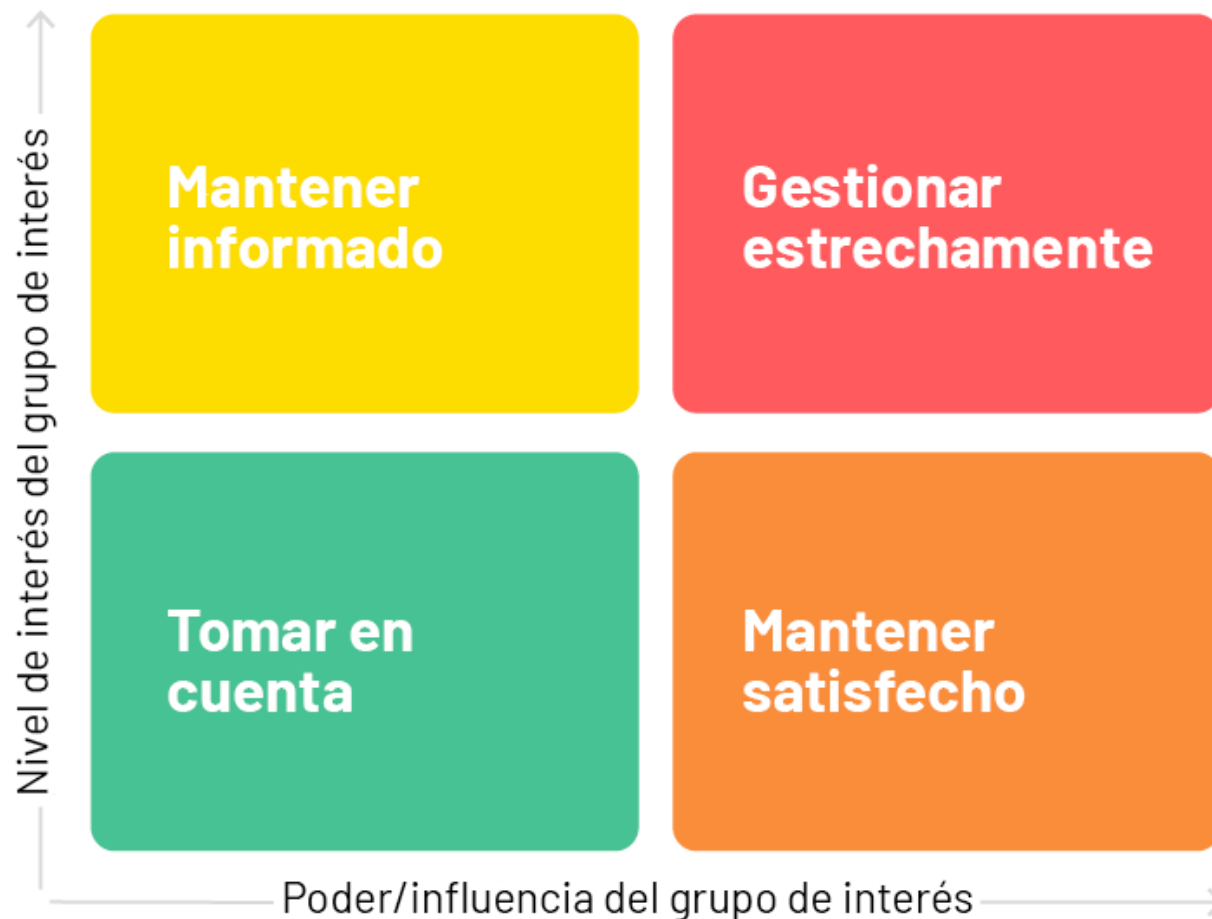 Nivel de interés del grupo de interés
Mantener
informado
Gestionar
estrechamente
Tomar en
cuenta
Mantener
satisfecho
Poder/influencia del grupo de interés